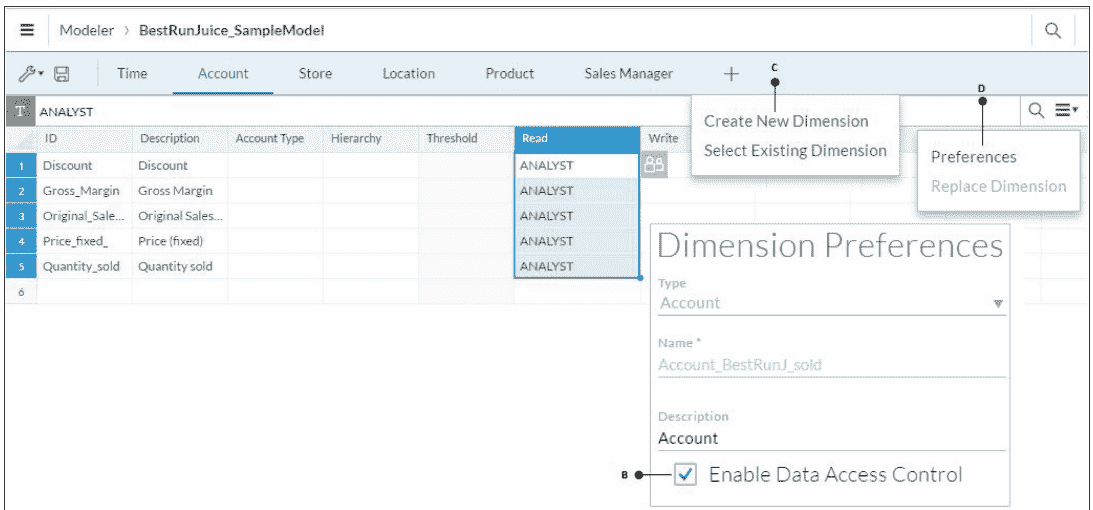 Modeler > BestRunJuice_SampleModel
Time Account Store Location Product Sales Manager +
C
D
T ANALYST
Create New Dimension
Select Existing Dimension
Preferences
Replace Dimension
ID Description Account Type Hierarchy Threshold Read Write
1 Discount Discount ANALYST
2 Gross_Margin Gross Margin ANALYST
3 Original_Sale... Original Sales... ANALYST
4 Price_fixed_ Price (fixed) ANALYST
5 Quantity_sold Quantity sold ANALYST
6
Dimension Preferences
Type
Account
Name *
Account_BestRunJ_sold
Description
Account
B Enable Data Access Control